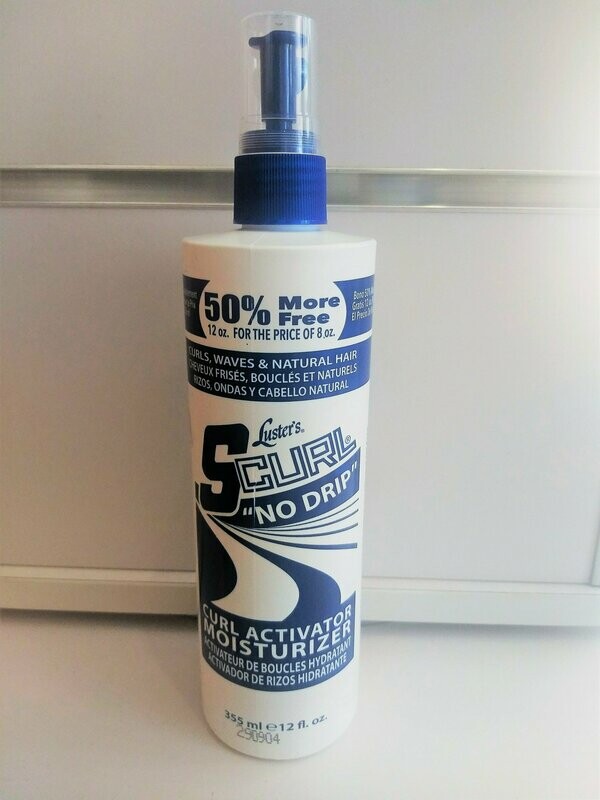 50% More
Free
12 oz. FOR THE PRICE OF 8 oz.
CURLS, WAVES & NATURAL HAIR
CHEVEUX FRISÉS, BOUCLÉS ET NATURELS
RIZOS, ONDAS Y CABELLO NATURAL
Luster's®
SCURL®
"NO DRIP"
CURL ACTIVATOR
MOISTURIZER
ACTIVATEUR DE BOUCLES HYDRATANT
ACTIVADOR DE RIZOS HIDRATANTE
355 ml ℮ 12 fl. oz.
290904